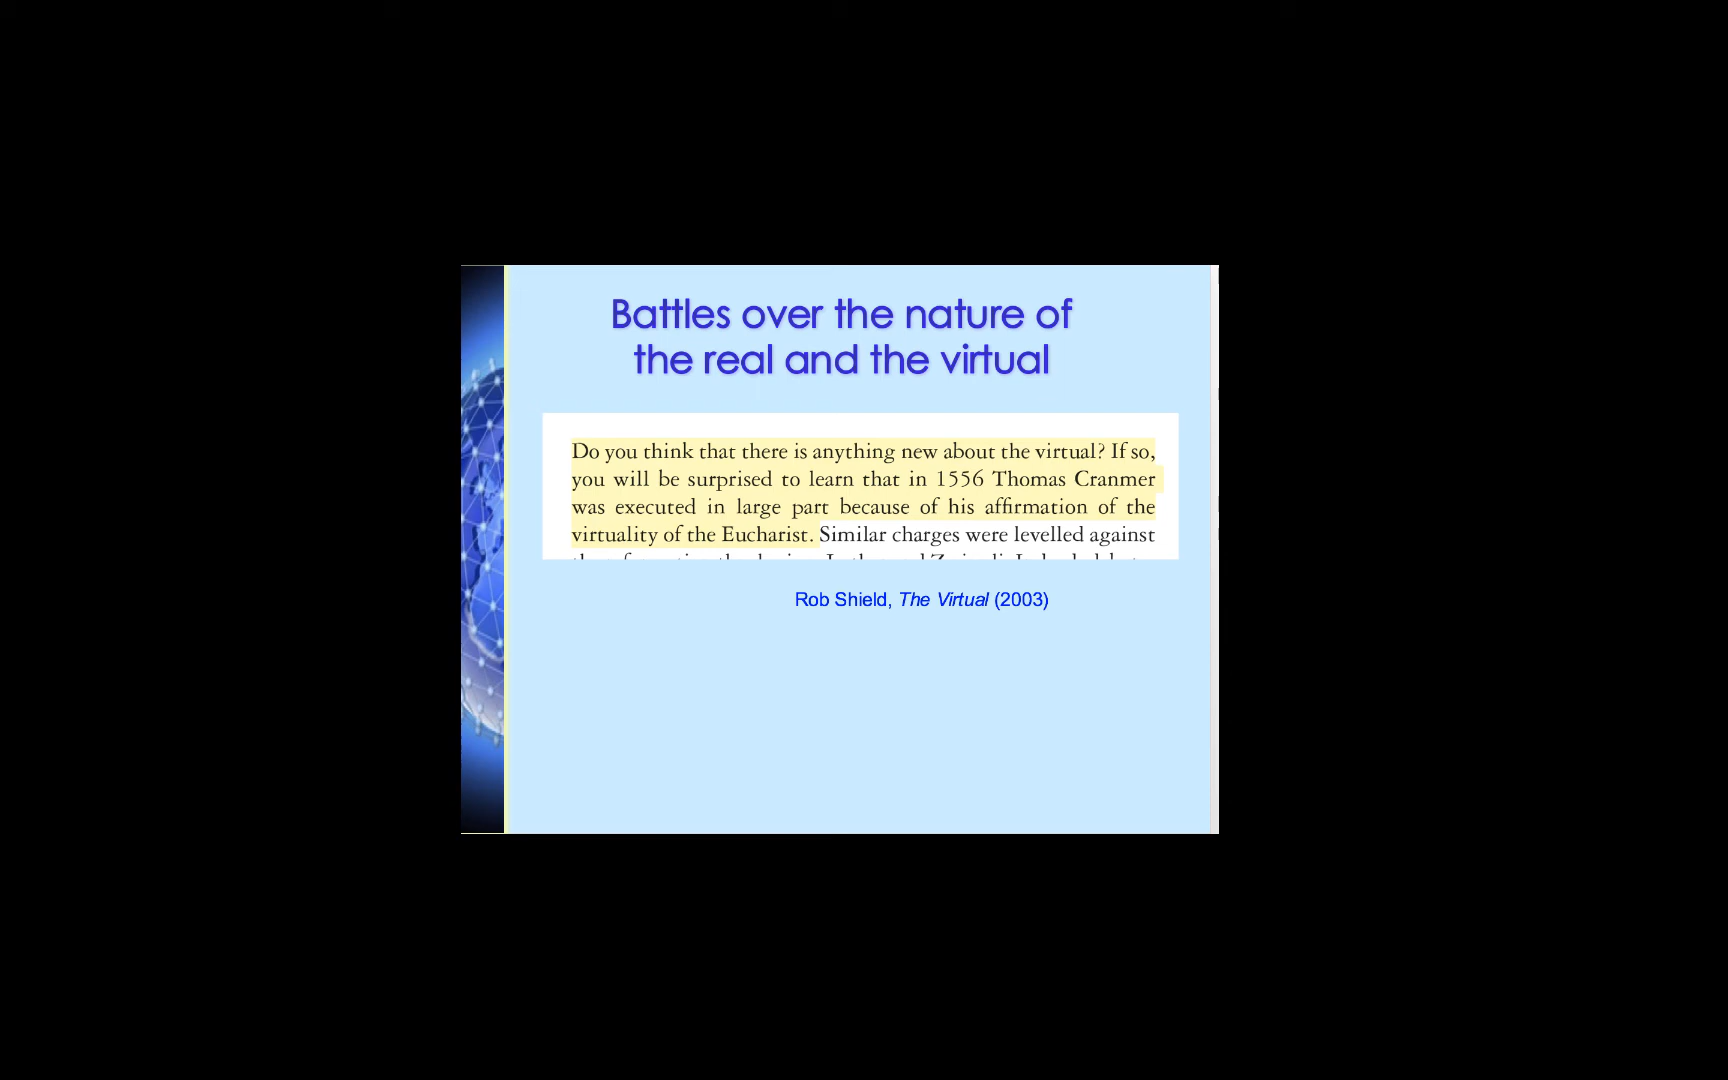 Battles over the nature of
the real and the virtual
Do you think that there is anything new about the virtual? If so,
you will be surprised to learn that in 1556 Thomas Cranmer
was executed in large part because of his affirmation of the
virtuality of the Eucharist. Similar charges were levelled against
Rob Shield, The Virtual (2003)